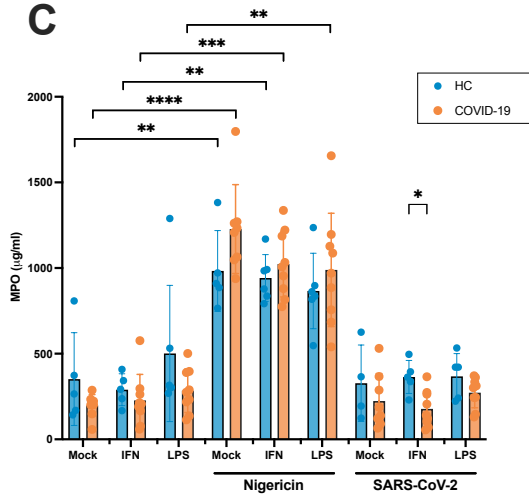 C
**
***
**
****
**
HC
COVID-19
*
MPO (µg/ml)
2000
1500
1000
500
0
Mock IFN LPS Mock IFN LPS Mock IFN LPS
Nigericin SARS-CoV-2